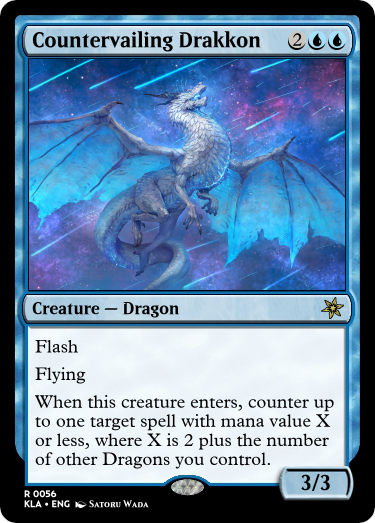 Countervailing Drakkon 2
Creature — Dragon
Flash
Flying
When this creature enters, counter up
to one target spell with mana value X
or less, where X is 2 plus the number
of other Dragons you control.
3/3
R 0056
KLA • ENG Satoru Wada